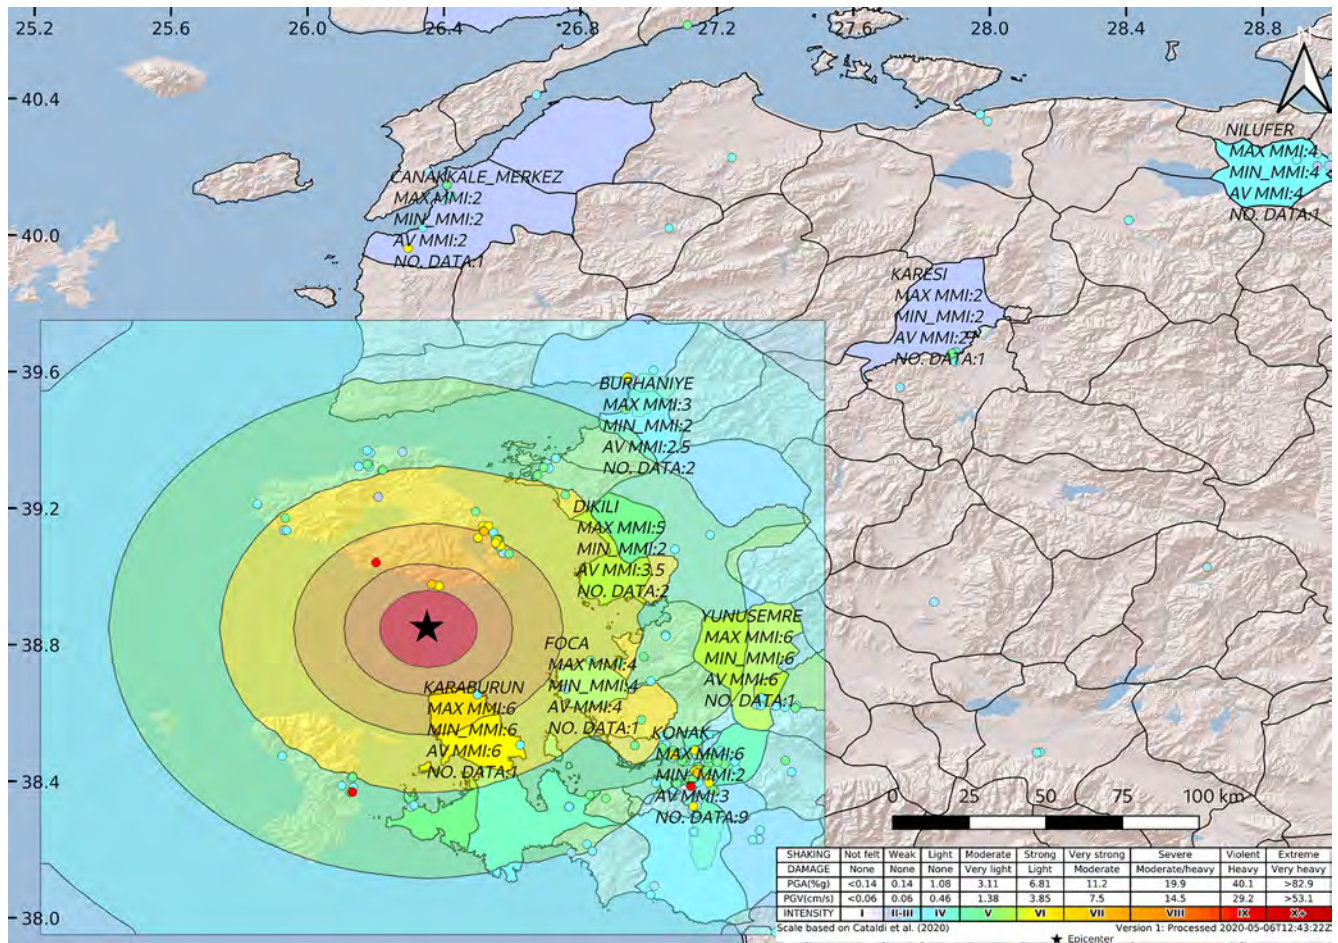 25.2 25.6 26.0 26.4 26.8 27.2 27.6 28.0 28.4 28.8
N
40.4
NILUFER
MAX MMI:4
MIN_MMI:4
AV MMI:4
NO. DATA:1
CANAKKALE_MERKEZ
MAX MMI:2
MIN_MMI:2
AV MMI:2
NO. DATA:1
40.0
KARESI
MAX MMI:2
MIN_MMI:2
AV MMI:2
NO. DATA:1
39.6
BURHANIYE
MAX MMI:3
MIN_MMI:2
AV MMI:2.5
NO. DATA:2
39.2
DIKILI
MAX MMI:5
MIN_MMI:2
AV MMI:3.5
NO. DATA:2
38.8
YUNUSEMRE
MAX MMI:6
MIN_MMI:6
AV MMI:6
NO. DATA:1
FOCA
MAX MMI:4
MIN_MMI:4
AV MMI:4
NO. DATA:1
KARABURUN
MAX MMI:6
MIN_MMI:6
AV MMI:6
NO. DATA:1
KONAK
MAX MMI:6
MIN_MMI:2
AV MMI:3
NO. DATA:9
38.4
0 25 50 75 100 km
38.0
SHAKING Not felt Weak Light Moderate Strong Very strong Severe Violent Extreme
DAMAGE None None None Very light Light Moderate Moderate/heavy Heavy Very heavy
PGA(%g) <0.14 0.14 1.08 3.11 6.81 11.2 19.9 40.1 >82.9
PGV(cm/s) <0.06 0.06 0.46 1.38 3.85 7.5 14.5 29.2 >53.1
INTENSITY I II-III IV V VI VII VIII IX X+
Scale based on Cataldi et al. (2020) Version 1: Processed 2020-05-06T12:43:22Z
Epicenter